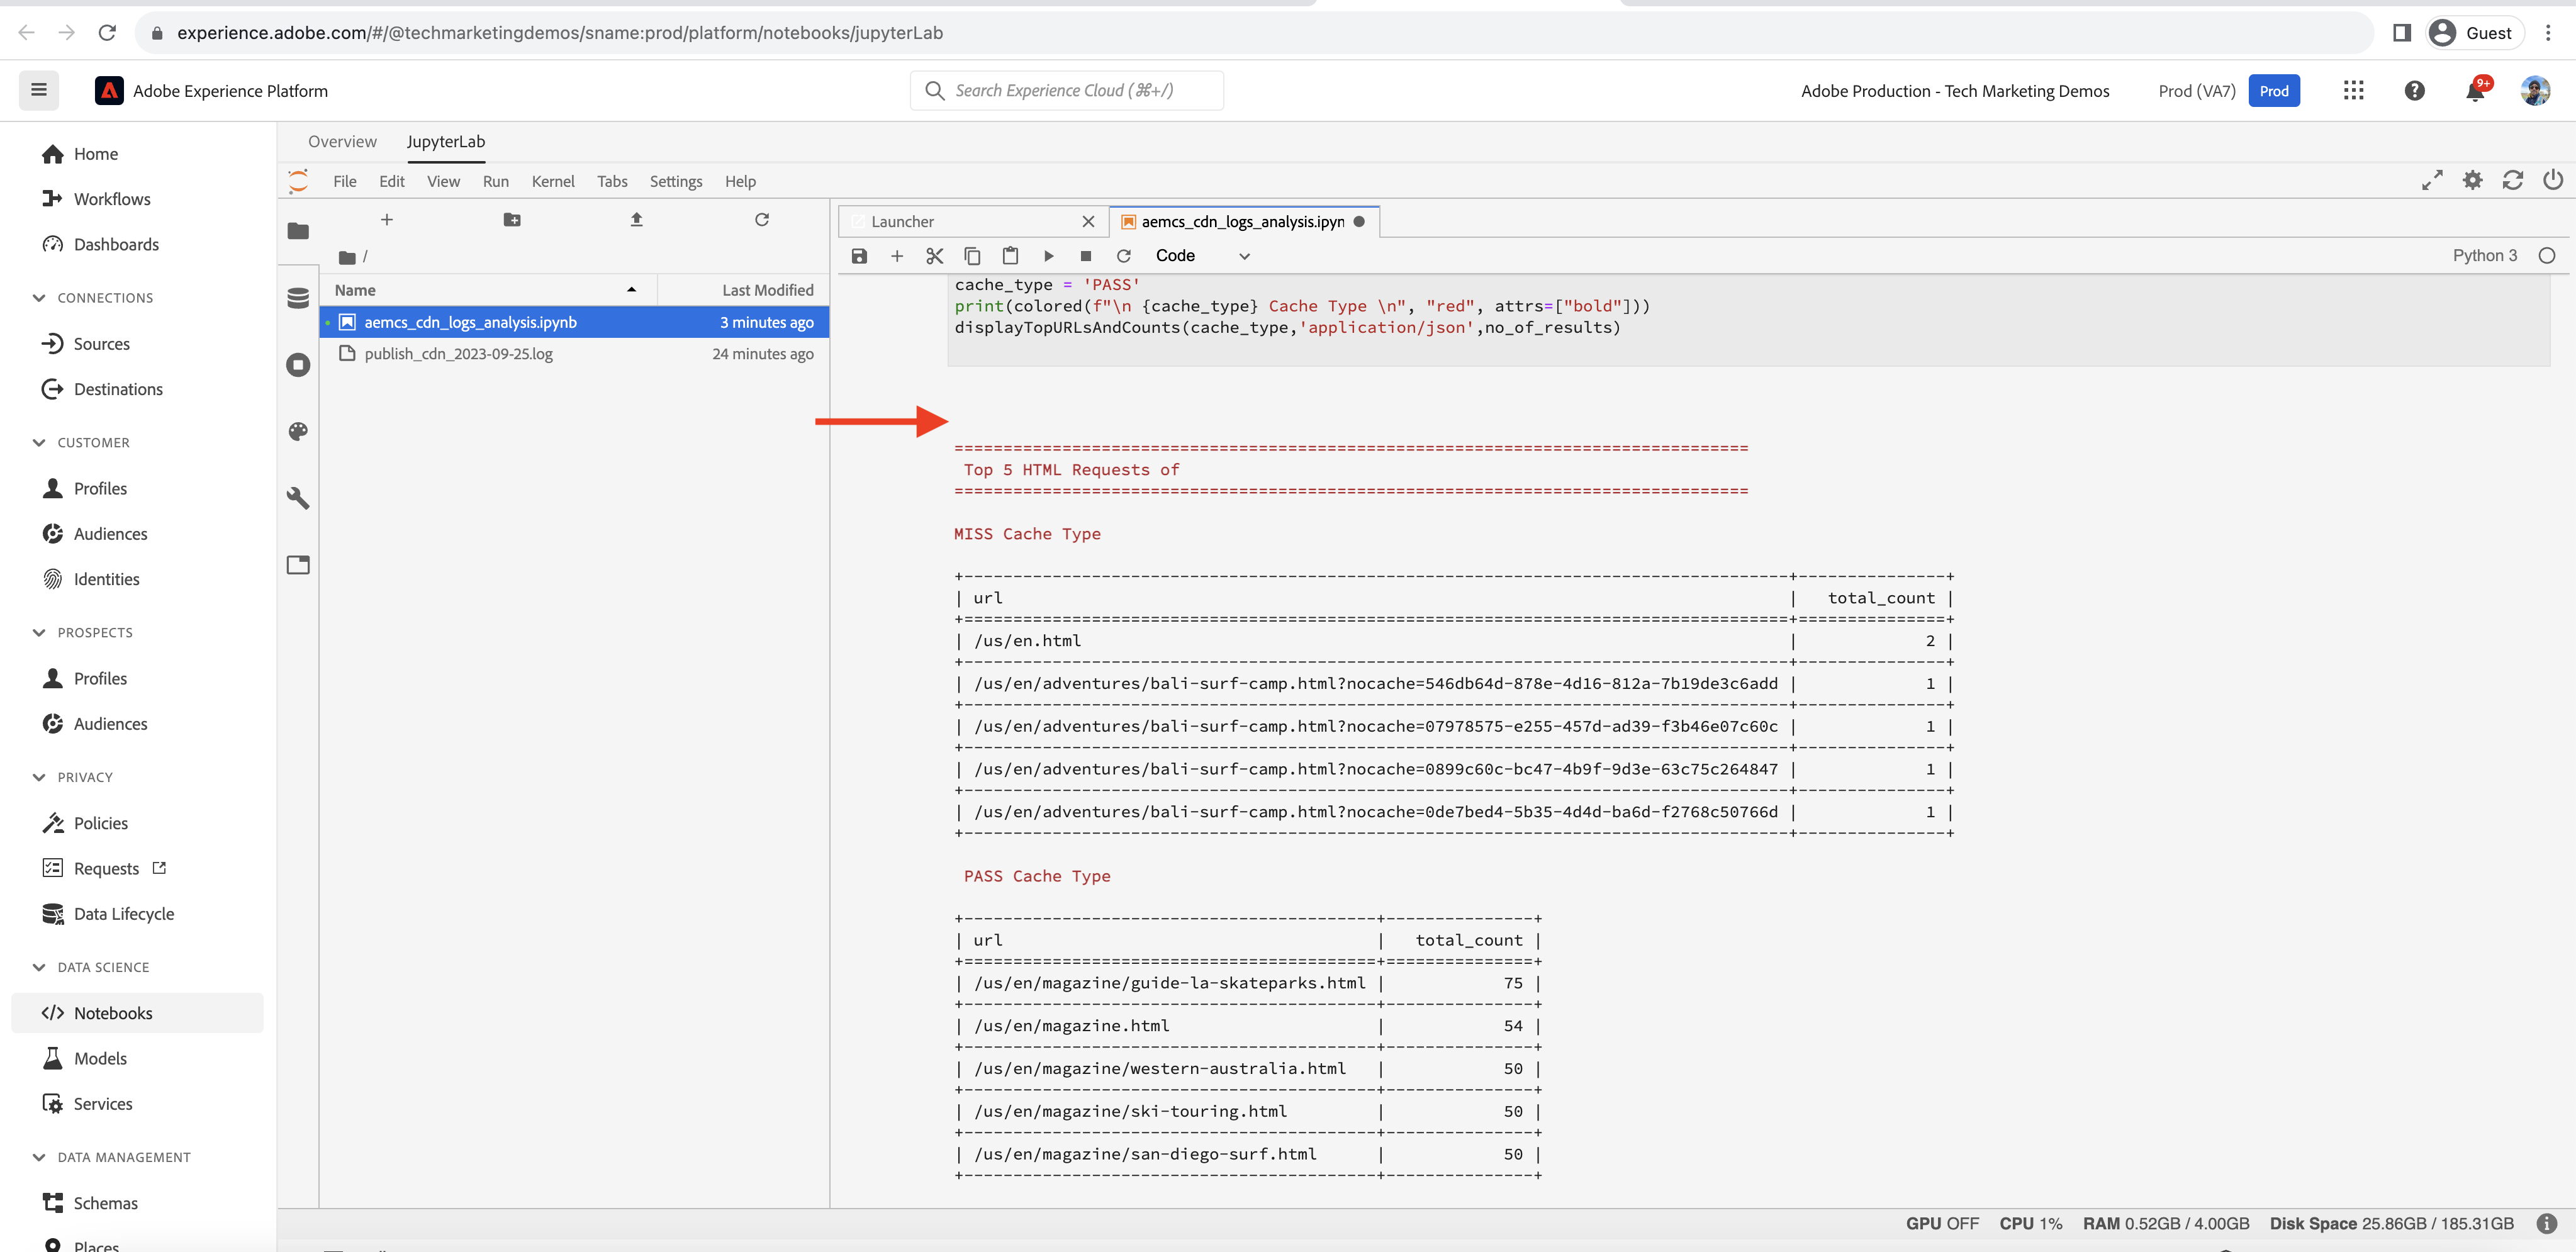 experience.adobe.com/#/@techmarketingdemos/sname:prod/platform/notebooks/jupyterLab
Guest
Adobe Experience Platform
Search Experience Cloud (⌘+/)
Adobe Production - Tech Marketing Demos
Prod (VA7)
Prod
9+
Home
Workflows
Dashboards
CONNECTIONS
Sources
Destinations
CUSTOMER
Profiles
Audiences
Identities
PROSPECTS
Profiles
Audiences
PRIVACY
Policies
Requests
Data Lifecycle
DATA SCIENCE
Notebooks
Models
Services
DATA MANAGEMENT
Schemas
Places
Overview JupyterLab
File Edit View Run Kernel Tabs Settings Help
/
Name Last Modified
aemcs_cdn_logs_analysis.ipynb 3 minutes ago
publish_cdn_2023-09-25.log 24 minutes ago
Launcher
aemcs_cdn_logs_analysis.ipyn
Code
Python 3
cache_type = 'PASS'
print(colored(f"\n {cache_type} Cache Type \n", "red", attrs=["bold"]))
displayTopURLsAndCounts(cache_type,'application/json',no_of_results)
=================================================================================
Top 5 HTML Requests of
=================================================================================
MISS Cache Type
+-------------------------------------------------------------------------------------+---------------+
| url | total_count |
+=====================================================================================+===============+
| /us/en.html | 2 |
+-------------------------------------------------------------------------------------+---------------+
| /us/en/adventures/bali-surf-camp.html?nocache=546db64d-878e-4d16-812a-7b19de3c6add | 1 |
+-------------------------------------------------------------------------------------+---------------+
| /us/en/adventures/bali-surf-camp.html?nocache=07978575-e255-457d-ad39-f3b46e07c60c | 1 |
+-------------------------------------------------------------------------------------+---------------+
| /us/en/adventures/bali-surf-camp.html?nocache=0899c60c-bc47-4b9f-9d3e-63c75c264847 | 1 |
+-------------------------------------------------------------------------------------+---------------+
| /us/en/adventures/bali-surf-camp.html?nocache=0de7bed4-5b35-4d4d-ba6d-f2768c50766d | 1 |
+-------------------------------------------------------------------------------------+---------------+
PASS Cache Type
+------------------------------------------+---------------+
| url | total_count |
+==========================================+===============+
| /us/en/magazine/guide-la-skateparks.html | 75 |
+------------------------------------------+---------------+
| /us/en/magazine.html | 54 |
+------------------------------------------+---------------+
| /us/en/magazine/western-australia.html | 50 |
+------------------------------------------+---------------+
| /us/en/magazine/ski-touring.html | 50 |
+------------------------------------------+---------------+
| /us/en/magazine/san-diego-surf.html | 50 |
+------------------------------------------+---------------+
GPU OFF CPU 1% RAM 0.52GB / 4.00GB Disk Space 25.86GB / 185.31GB